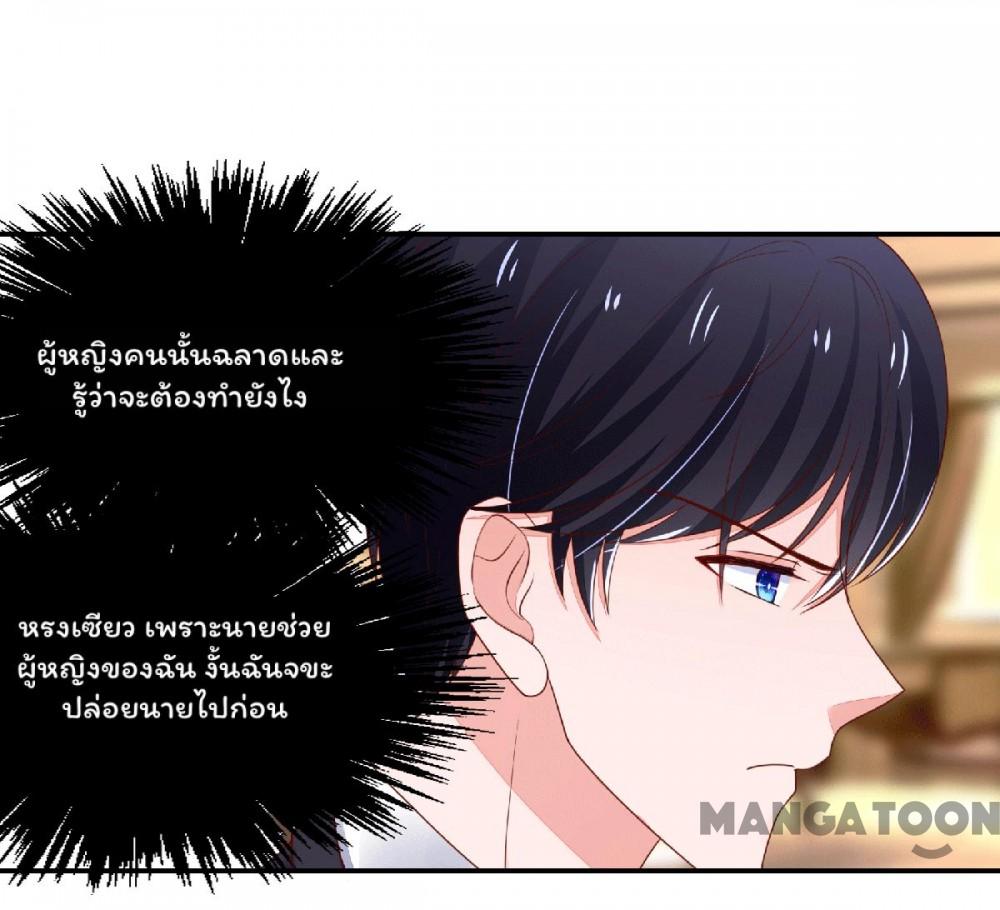 ผู้หญิงคนนั้นฉลาดและ
รู้ว่าจะต้องทำยังไง
หรงเซียว เพราะนายช่วย
ผู้หญิงของฉัน งั้นฉันจขะ
ปล่อยนายไปก่อน
MANGATOON